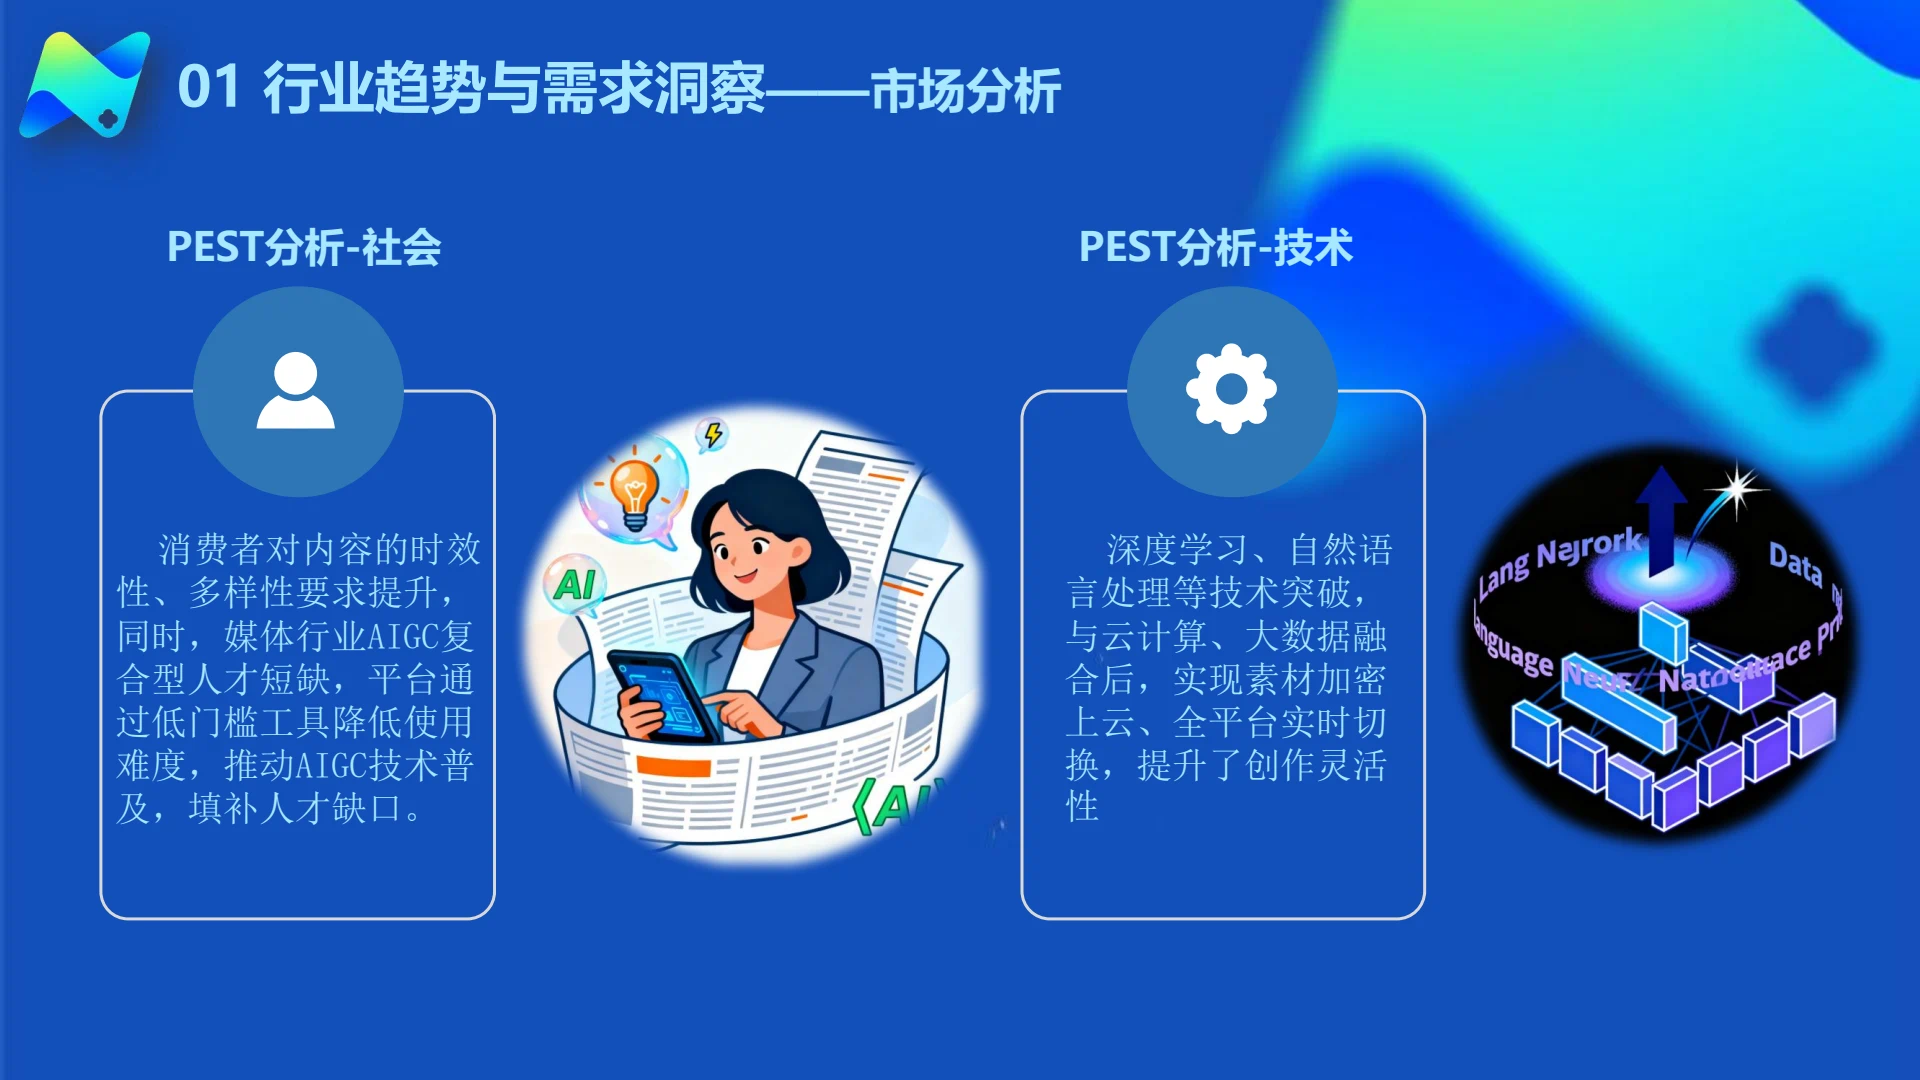 01 行业趋势与需求洞察——市场分析
PEST分析-社会
消费者对内容的时效
性、多样性要求提升，
同时，媒体行业AIGC复
合型人才短缺，平台通
过低门槛工具降低使用
难度，推动AIGC技术普
及，填补人才缺口。
AI
PEST分析-技术
深度学习、自然语
言处理等技术突破，
与云计算、大数据融
合后，实现素材加密
上云、全平台实时切
换，提升了创作灵活
性
Lang
Data